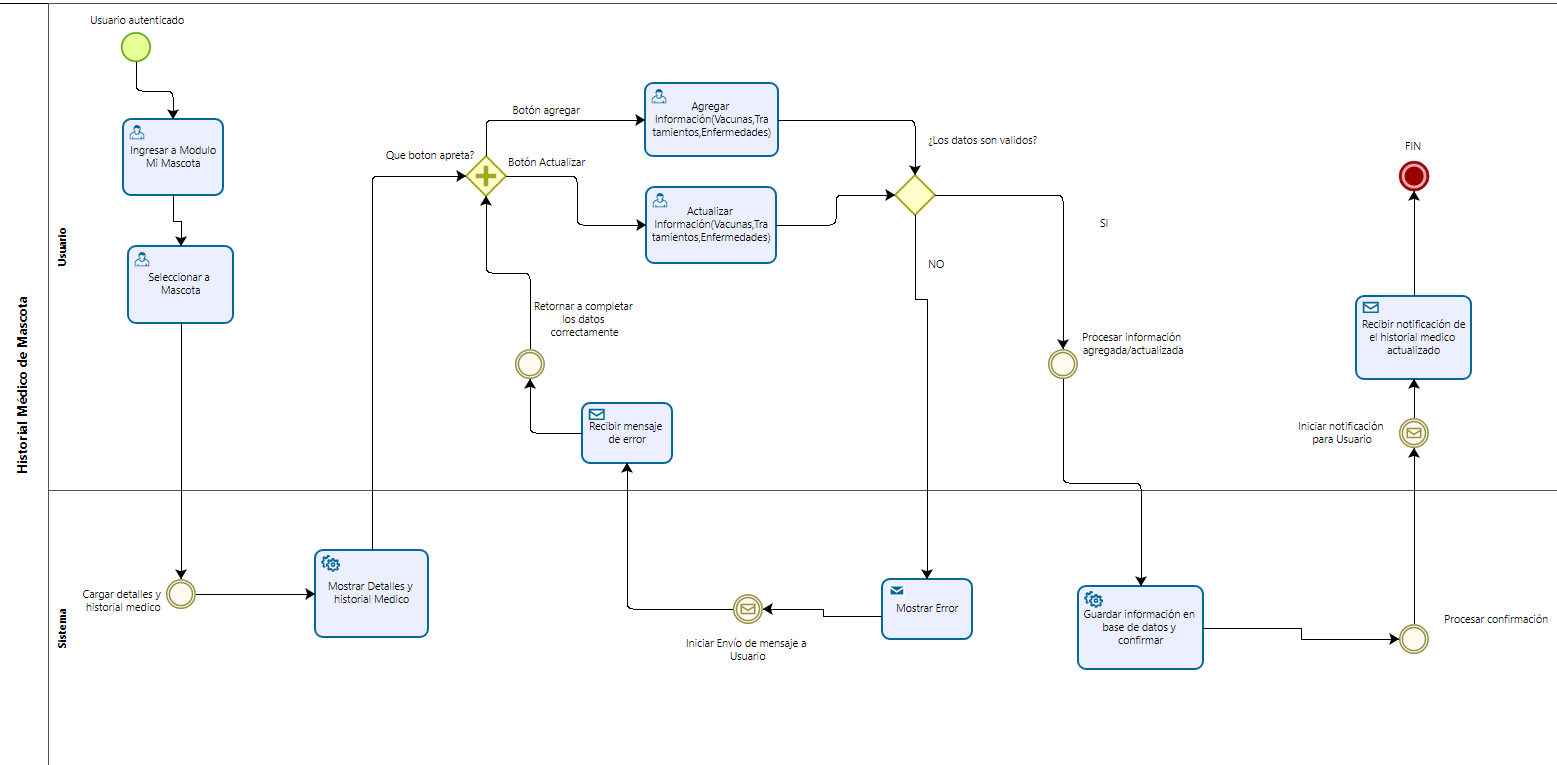 Historial Médico de Mascota
Usuario
Usuario autenticado
Ingresar a Modulo
Mi Mascota
Seleccionar a
Mascota
Que boton apreta?
Botón agregar
Botón Actualizar
Agregar
Información(Vacunas,Tra
tamientos,Enfermedades)
Actualizar
Información(Vacunas,Tra
tamientos,Enfermedades)
¿Los datos son validos?
SI
NO
Retornar a completar
los datos
correctamente
Recibir mensaje
de error
Procesar información
agregada/actualizada
FIN
Recibir notificación de
el historial medico
actualizado
Iniciar notificación
para Usuario
Sistema
Cargar detalles y
historial medico
Mostrar Detalles y
historial Medico
Iniciar Envío de mensaje a
Usuario
Mostrar Error
Guardar información en
base de datos y
confirmar
Procesar confirmación